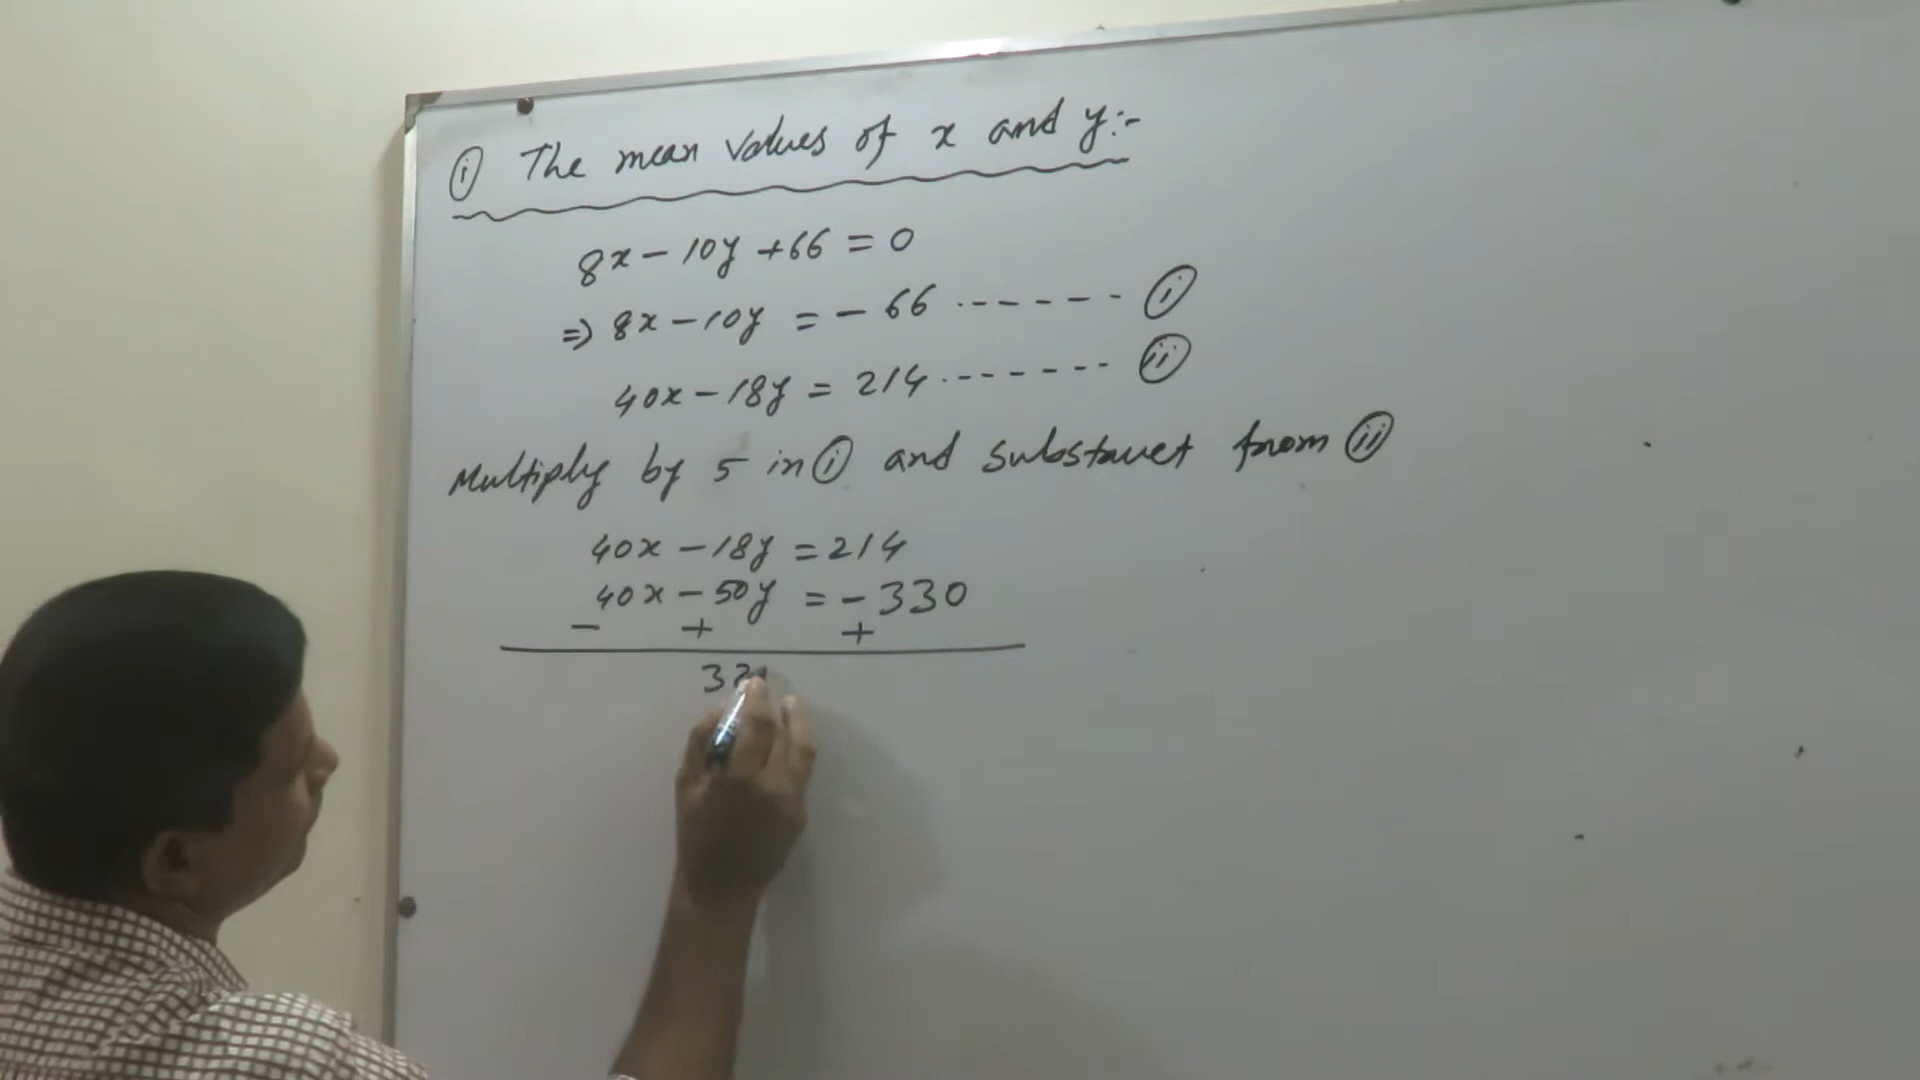 (i) The mean values of x and y:-
8x - 10y + 66 = 0
=> 8x - 10y = - 66 ------- (i)
40x - 18y = 214 ------- (ii)
Multiply by 5 in (i) and substauct from (ii)
40x - 18y = 214
40x - 50y = - 330
- + +
32